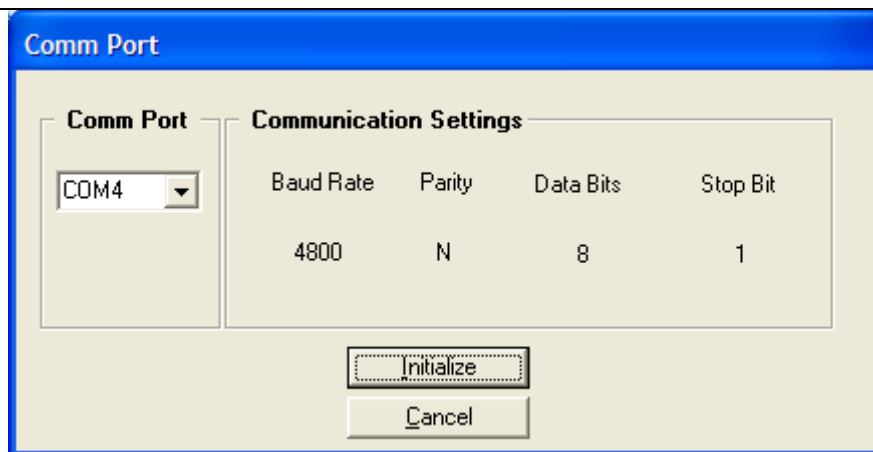 Comm Port
Comm Port Communication Settings
COM4 Baud Rate Parity Data Bits Stop Bit
4800 N 8 1
Initialize
Cancel